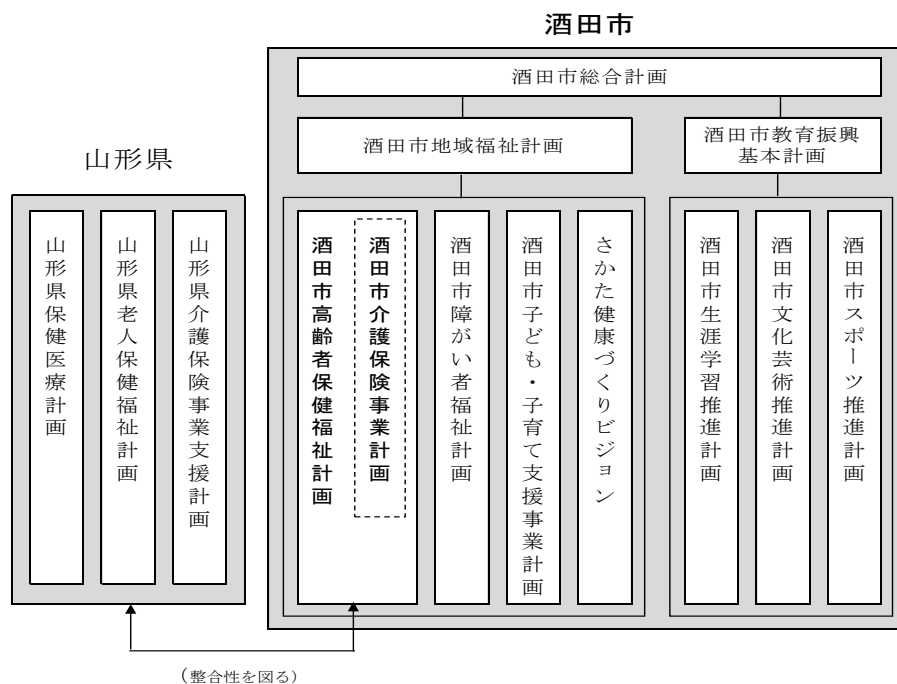 酒田市
酒田市総合計画
酒田市地域福祉計画
酒田市教育振興
基本計画
山形県
山形県保健医療計画
山形県老人保健福祉計画
山形県介護保険事業支援計画
酒田市高齢者保健福祉計画
酒田市介護保険事業計画
酒田市障がい者福祉計画
酒田市子ども・子育て支援事業計画
さかた健康づくりビジョン
酒田市生涯学習推進計画
酒田市文化芸術推進計画
酒田市スポーツ推進計画
(整合性を図る)